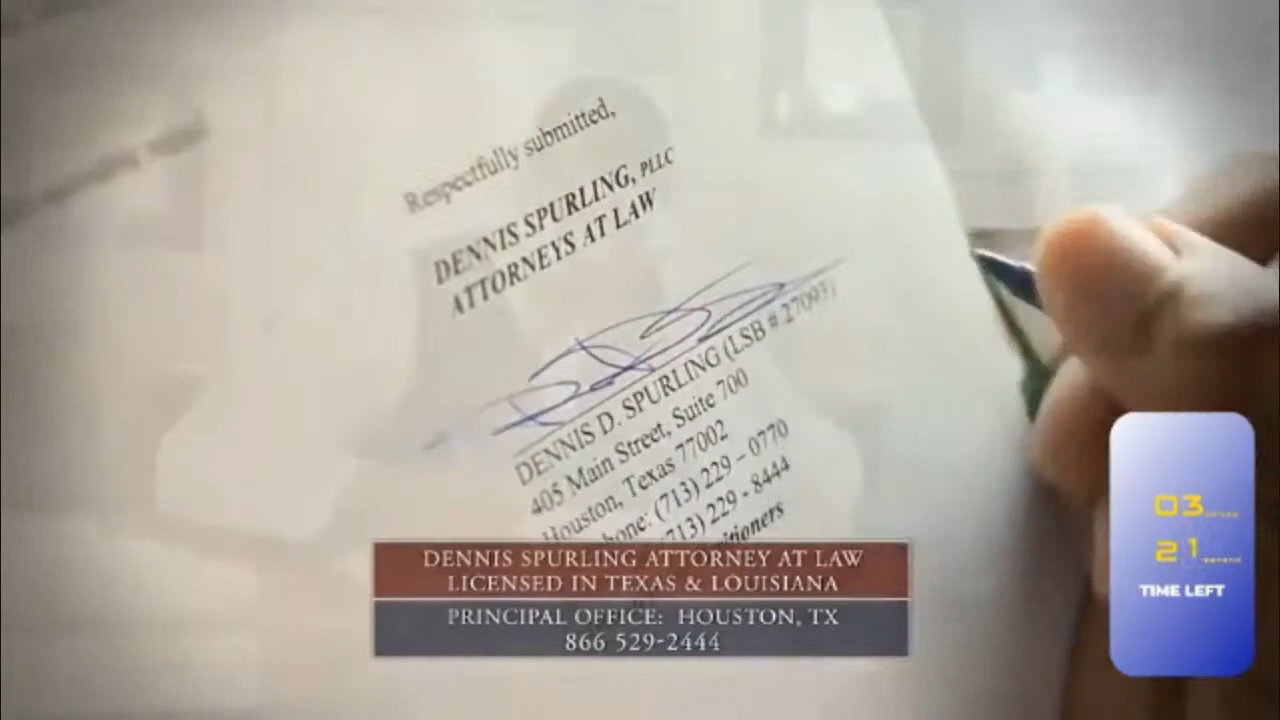 Respectfully submitted,
DENNIS SPURLING, PLLC
ATTORNEYS AT LAW
DENNIS D. SPURLING (LSB # 27093)
405 Main Street, Suite 700
Houston, Texas 77002
hone: (713) 229 – 0770
713) 229 - 8444
itioners
DENNIS SPURLING ATTORNEY AT LAW
LICENSED IN TEXAS & LOUISIANA
PRINCIPAL OFFICE: HOUSTON, TX
866 529-2444
03
21
TIME LEFT